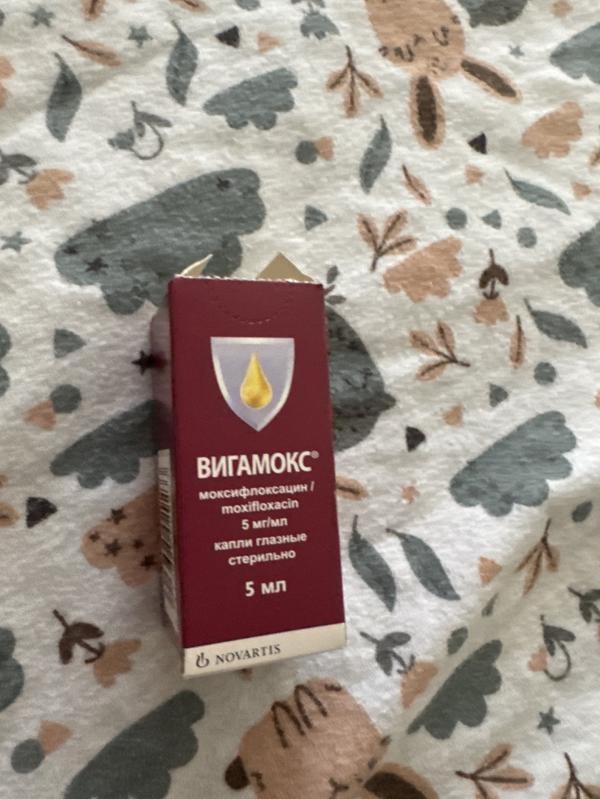 ВИГАМОКС®
моксифлоксацин /
moxifloxacin
5 мг/мл
капли глазные
стерильно
5 мл
NOVARTIS